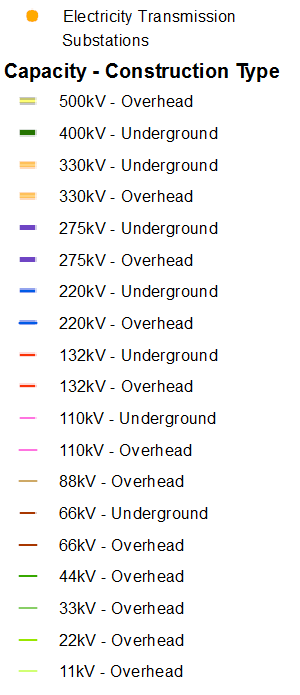 Electricity Transmission
Substations
Capacity - Construction Type
500kV - Overhead
400kV - Underground
330kV - Underground
330kV - Overhead
275kV - Underground
275kV - Overhead
220kV - Underground
220kV - Overhead
132kV - Underground
132kV - Overhead
110kV - Underground
110kV - Overhead
88kV - Overhead
66kV - Underground
66kV - Overhead
44kV - Overhead
33kV - Overhead
22kV - Overhead
11kV - Overhead